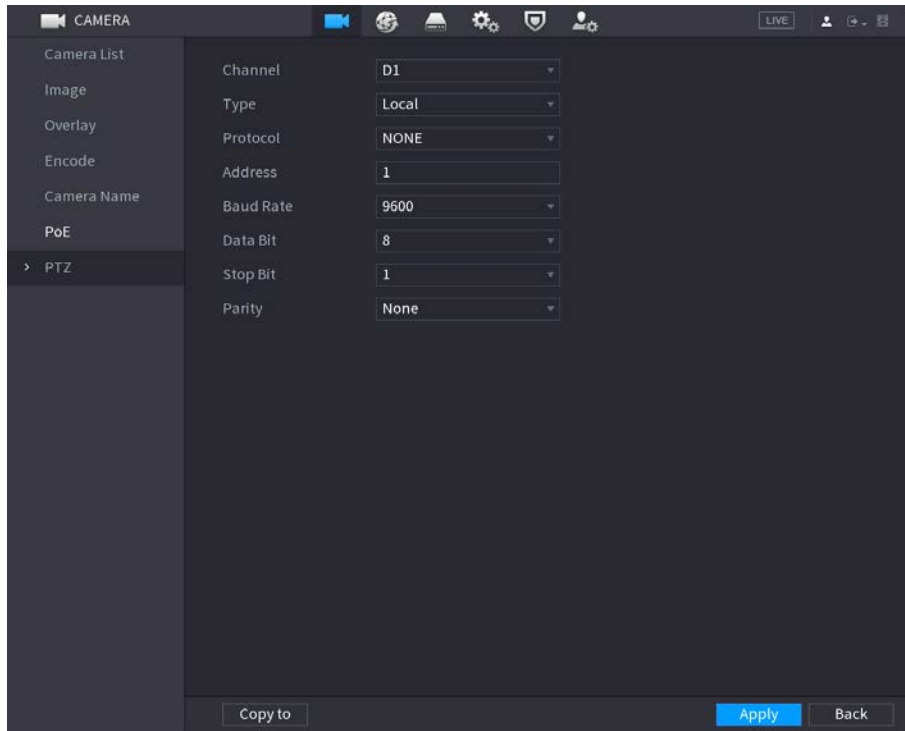 CAMERA
LIVE
Camera List
Image
Overlay
Encode
Camera Name
PoE
> PTZ
Channel D1
Type Local
Protocol NONE
Address 1
Baud Rate 9600
Data Bit 8
Stop Bit 1
Parity None
Copy to
Apply
Back